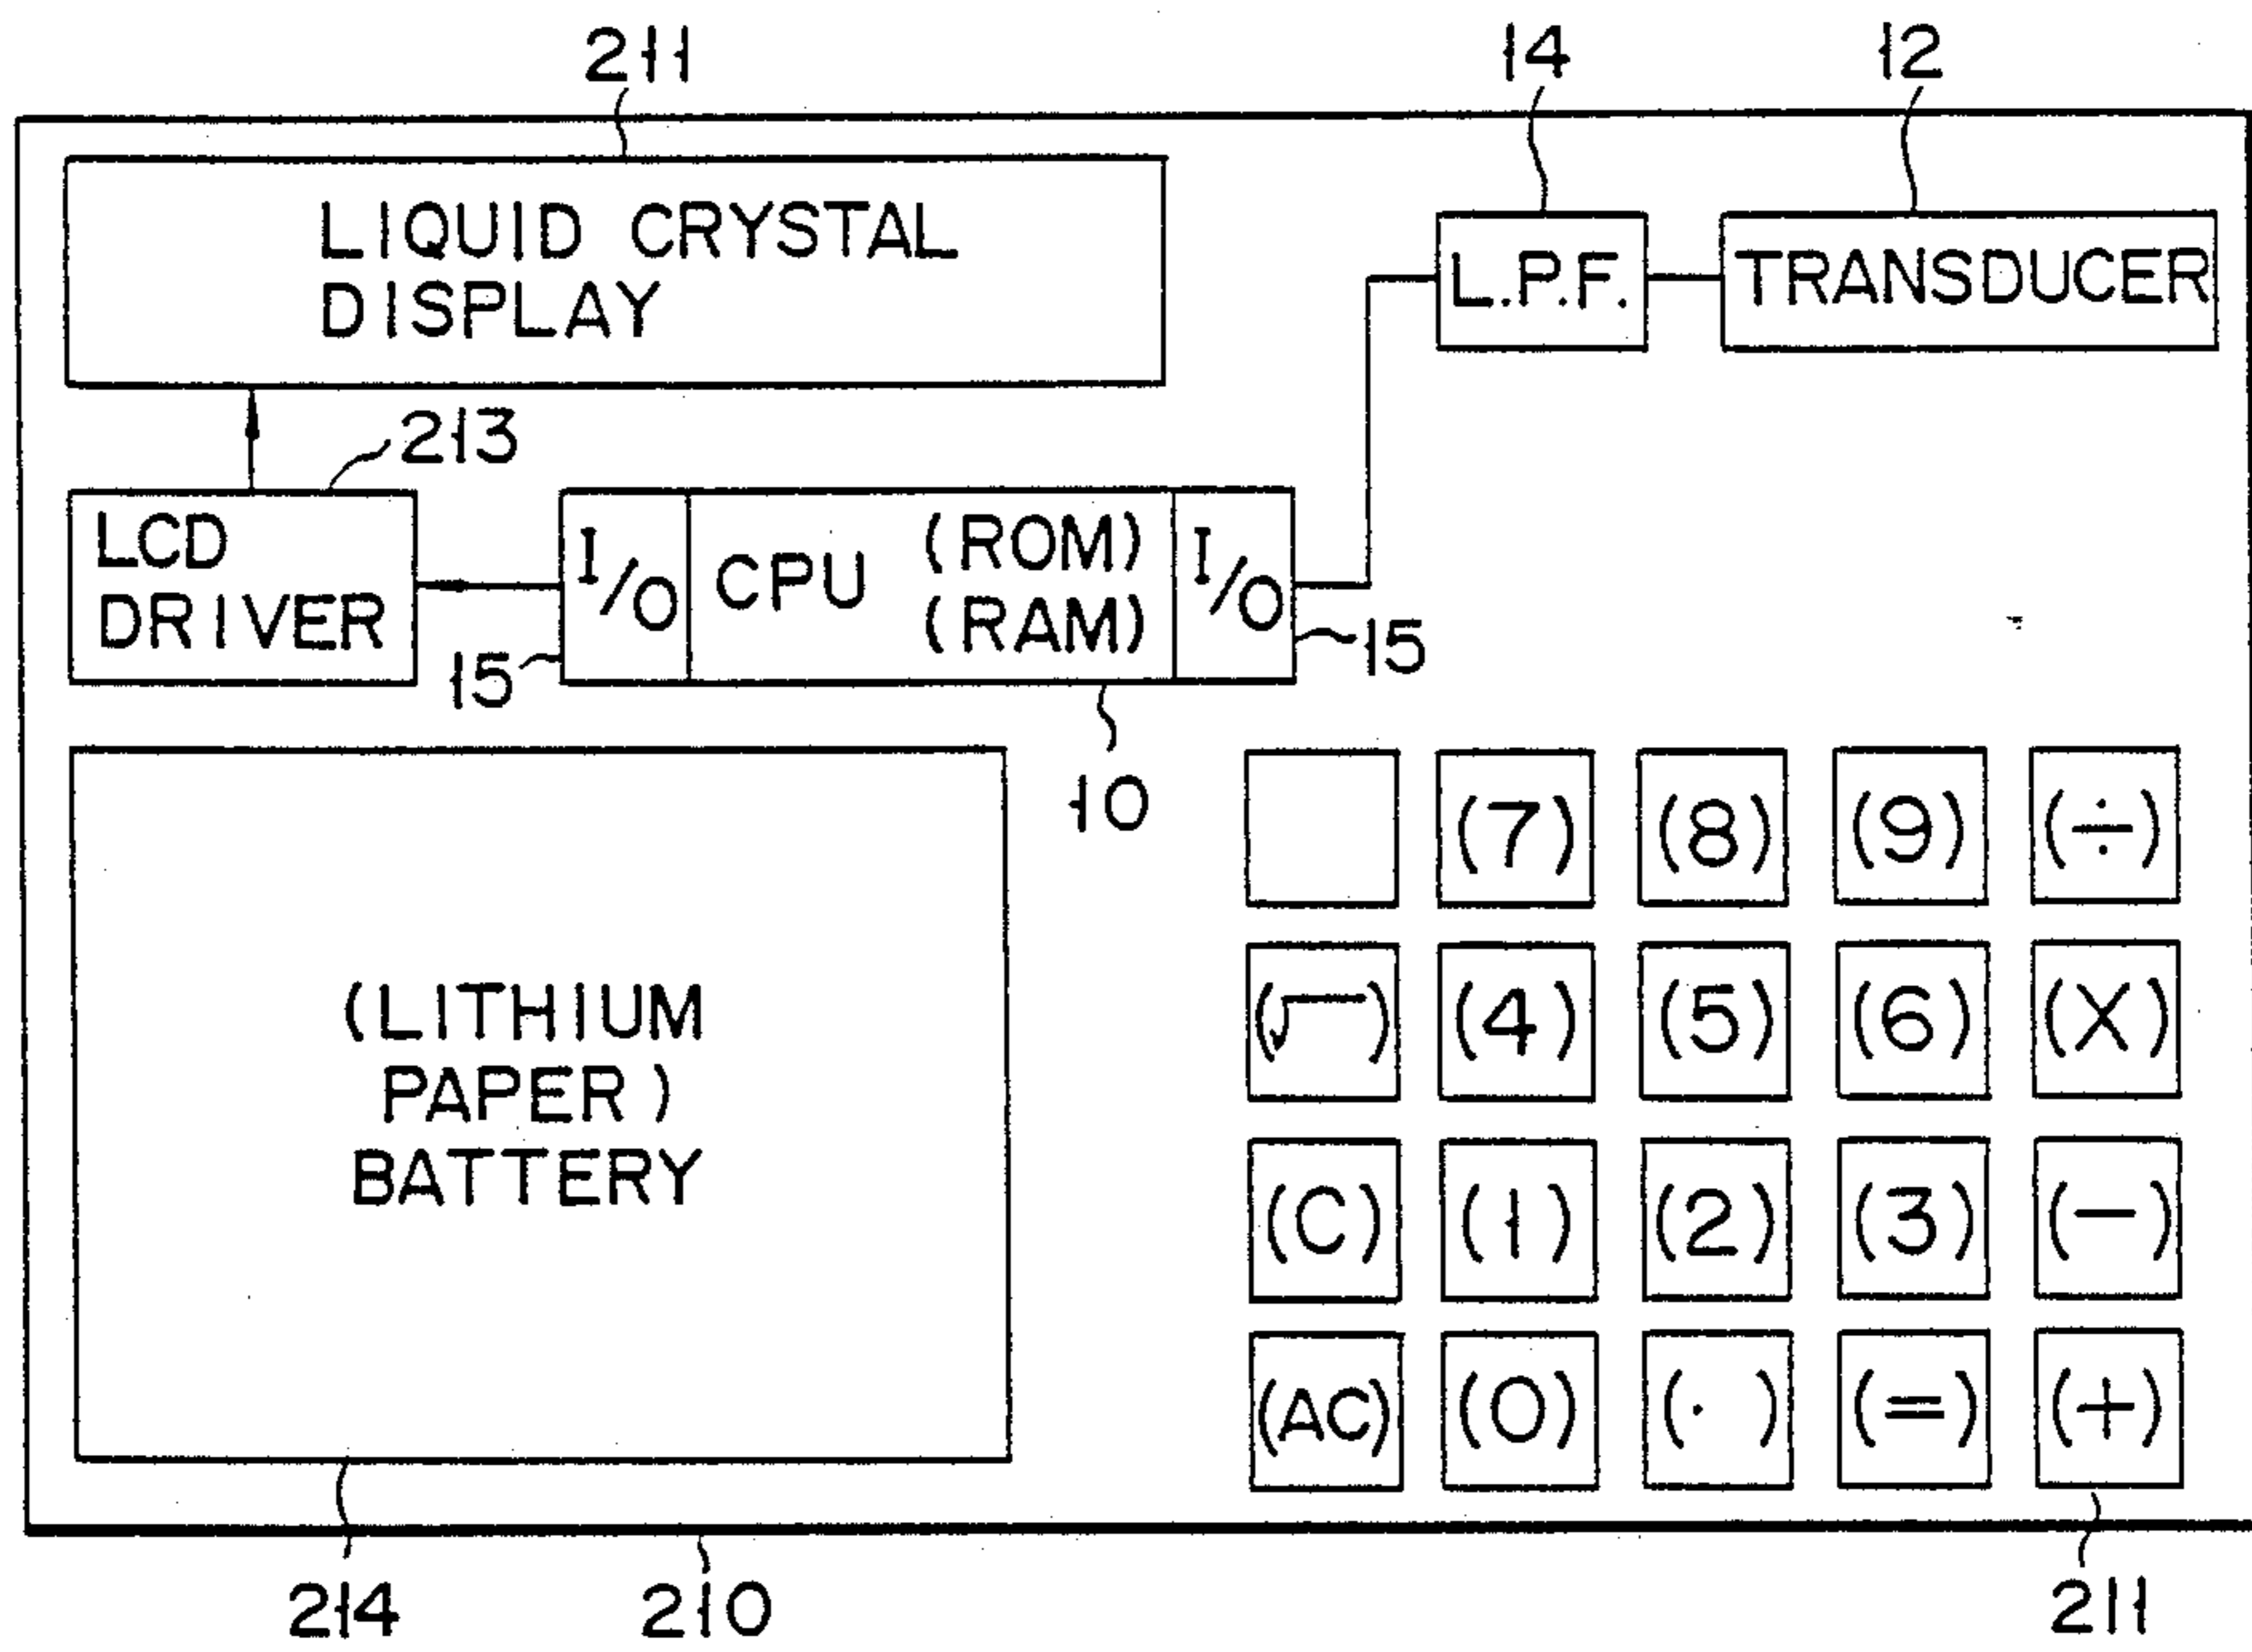 211
14
12
LIQUID CRYSTAL
DISPLAY
L.P.F.
TRANSDUCER
213
LCD
DRIVER
I/O
CPU
(ROM)
(RAM)
I/O
15
15
10
(LITHIUM
PAPER)
BATTERY
(7) (8) (9) (÷)
(√) (4) (5) (6) (X)
(C) (1) (2) (3) (−)
(AC) (0) (·) (=) (+)
214
210
211